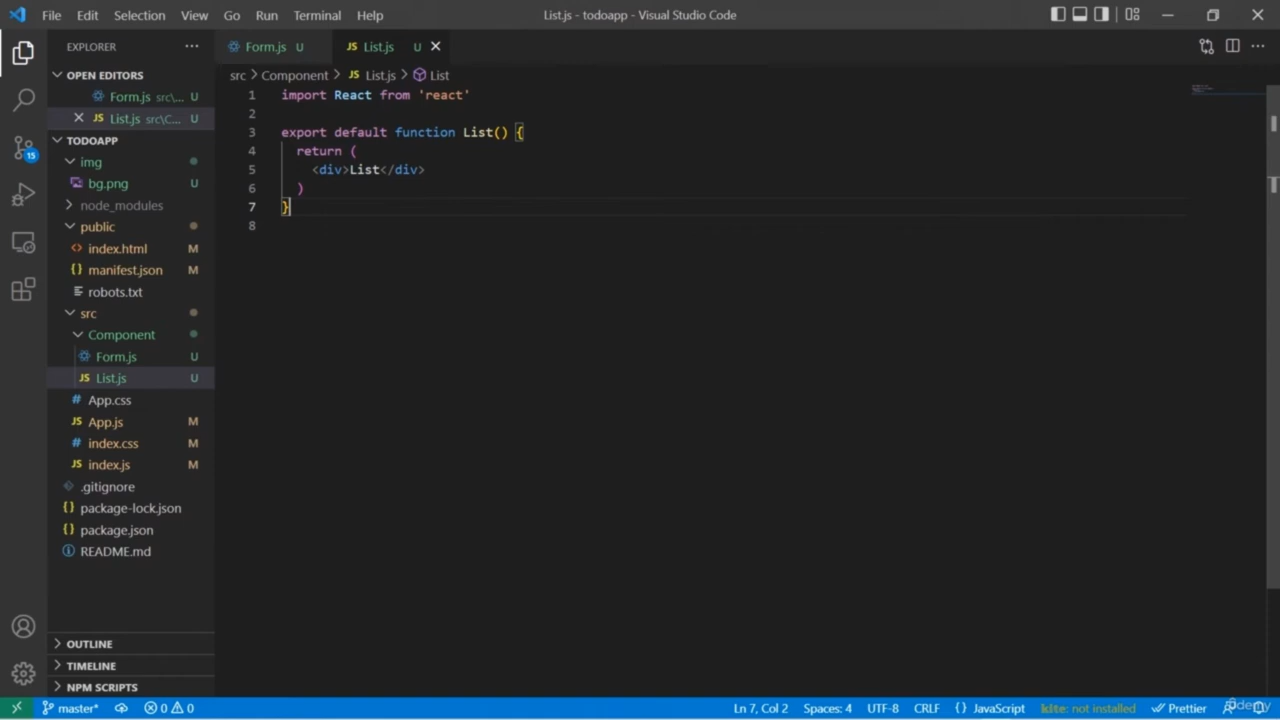 File Edit Selection View Go Run Terminal Help List.js - todoapp - Visual Studio Code
EXPLORER
OPEN EDITORS
Form.js src\... U
List.js src\C... U
TODOAPP
img
bg.png U
node_modules
public
index.html M
manifest.json M
robots.txt
src
Component
Form.js U
List.js U
App.css
App.js M
index.css M
index.js M
.gitignore
package-lock.json
package.json
README.md
OUTLINE
TIMELINE
NPM SCRIPTS
15
Form.js U List.js U
src > Component > JS List.js > List
1 import React from 'react'
2
3 export default function List() {
4 return (
5 <div>List</div>
6 )
7 }
8
master* 0 0 Ln 7, Col 2 Spaces: 4 UTF-8 CRLF {} JavaScript kite: not installed Prettier
Udemy